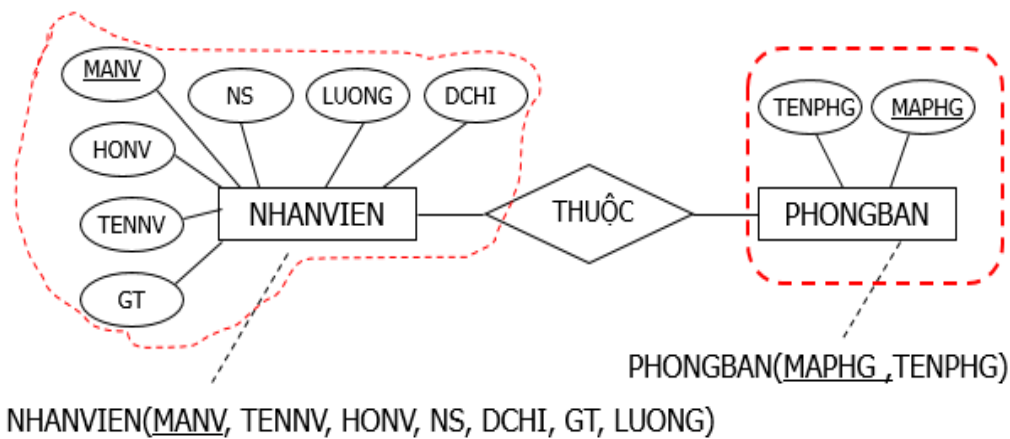 MANV
NS
LUONG
DCHI
TENPHG
MAPHG
HONV
TENNV
NHANVIEN
THUỘC
PHONGBAN
GT
PHONGBAN(MAPHG ,TENPHG)
NHANVIEN(MANV, TENNV, HONV, NS, DCHI, GT, LUONG)